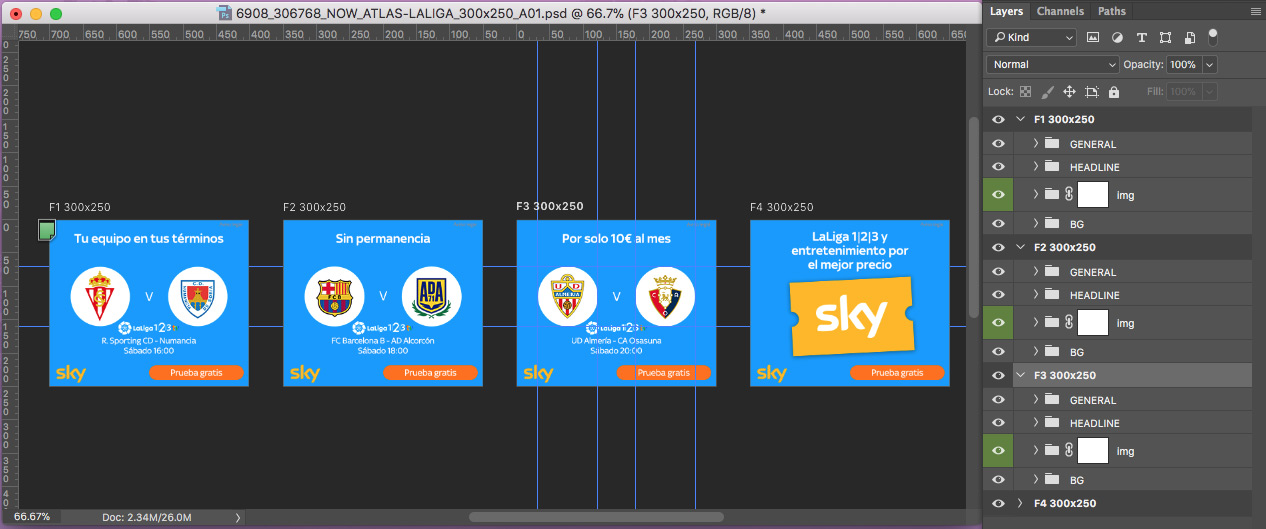 6908_306768_NOW_ATLAS-LALIGA_300x250_A01.psd @ 66.7% (F3 300x250, RGB/8) *
750 700 650 600 550 500 450 400 350 300 250 200 150 100 50 0 50 100 150 200 250 300 350 400 450 500 550 600 650
F1 300x250
Tu equipo en tus términos
V
LaLiga 1|2|3
R. Sporting CD - Numancia
Sábado 16:00
sky
Prueba gratis
F2 300x250
Sin permanencia
FCB
V
ADA
LaLiga 1|2|3
FC Barcelona B - AD Alcorcón
Sábado 18:00
sky
Prueba gratis
F3 300x250
Por solo 10€ al mes
UD
ALMERIA
V
LaLiga 1|2|3
UD Almería - CA Osasuna
Sábado 20:00
sky
Prueba gratis
F4 300x250
LaLiga 1|2|3 y
entretenimiento por
el mejor precio
sky
sky
Prueba gratis
66.67%
Doc: 2.34M/26.0M
Layers Channels Paths
Kind
Normal
Opacity: 100%
Lock:
Fill: 100%
F1 300x250
GENERAL
HEADLINE
img
BG
F2 300x250
GENERAL
HEADLINE
img
BG
F3 300x250
GENERAL
HEADLINE
img
BG
F4 300x250